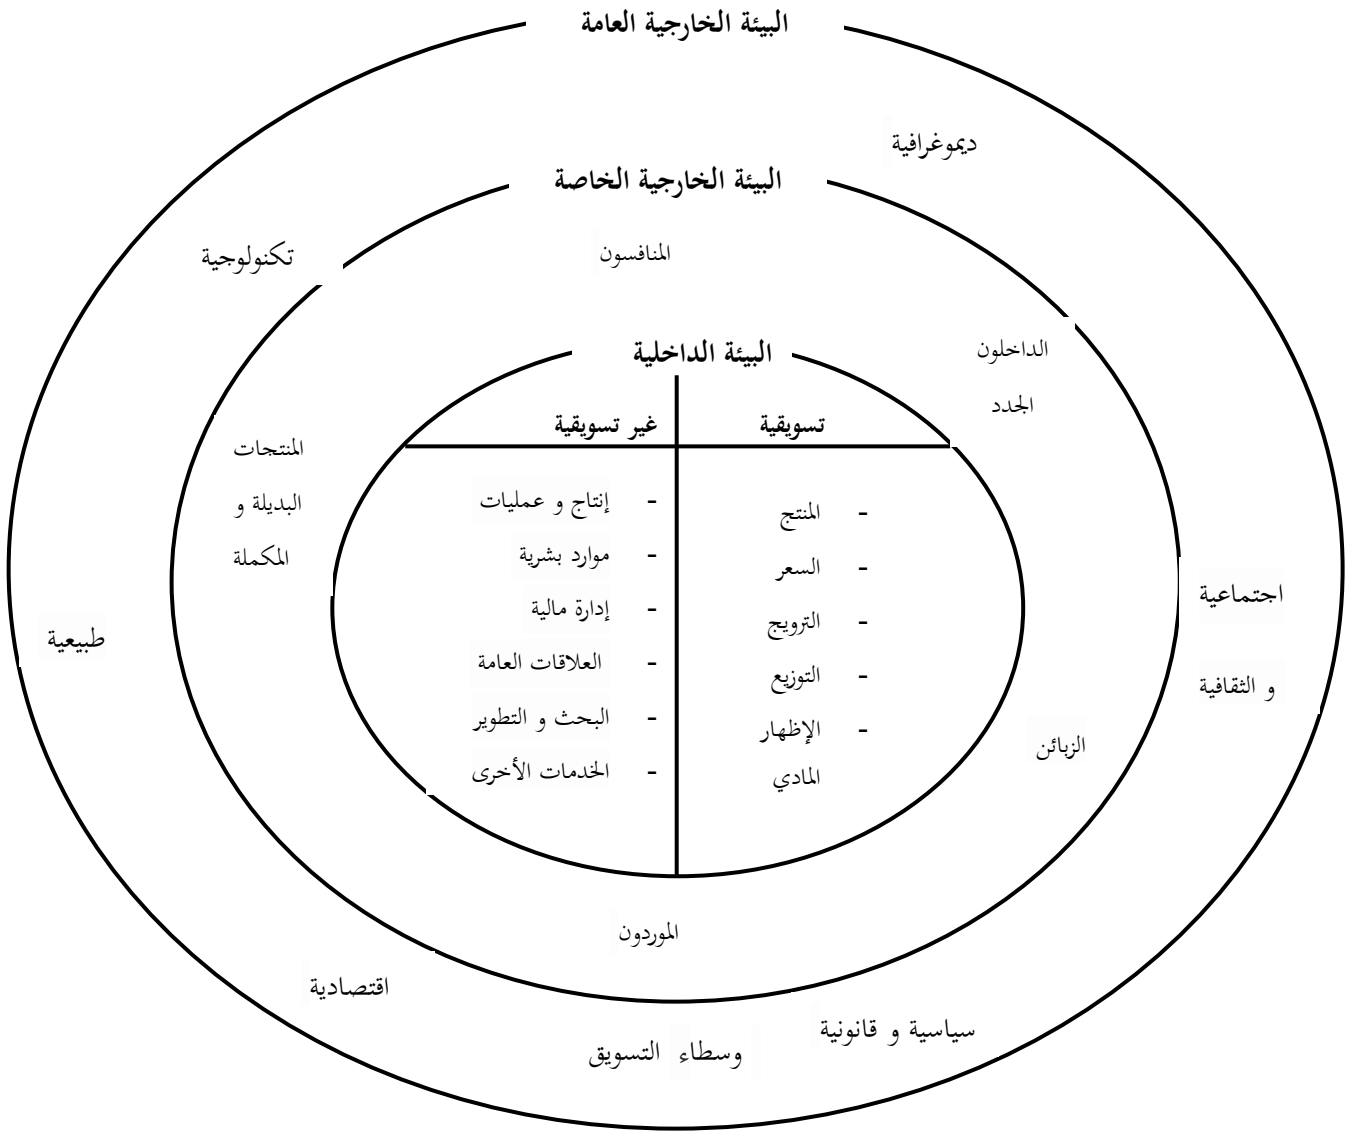 البيئة الخارجية العامة
ديموغرافية
البيئة الخارجية الخاصة
تكنولوجية
المنافسون
الداخلون
الجدد
البيئة الداخلية
تسويقية
غير تسويقية
المنتجات
البديلة و
المكملة
- المنتج
- السعر
- الترويج
- التوزيع
- الإظهار
المادي
- إنتاج و عمليات
- موارد بشرية
- إدارة مالية
- العلاقات العامة
- البحث و التطوير
- الخدمات الأخرى
اجتماعية
و الثقافية
طبيعية
الزبائن
الموردون
اقتصادية
سياسية و قانونية
وسطاء التسويق